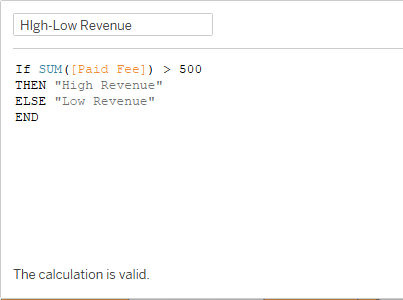 HIgh-Low Revenue
If SUM([Paid Fee]) > 500
THEN "High Revenue"
ELSE "Low Revenue"
END
The calculation is valid.